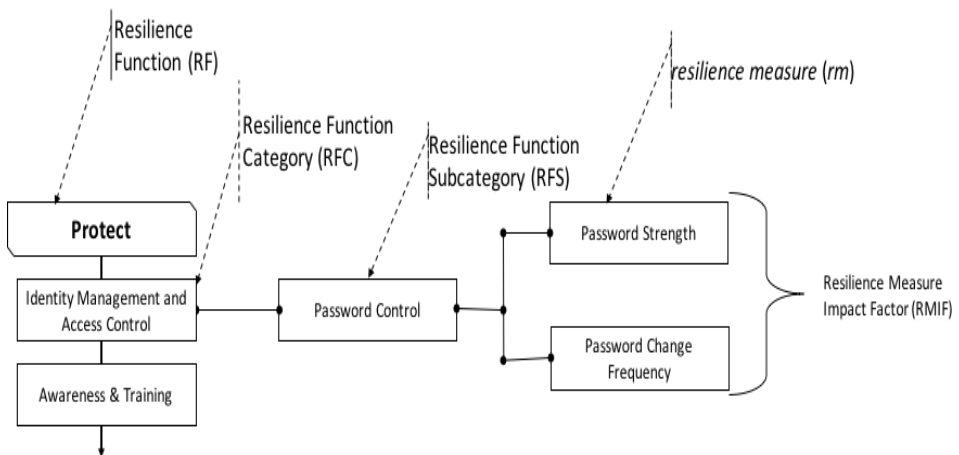 Resilience
Function (RF)
resilience measure (rm)
Resilience Function
Category (RFC)
Resilience Function
Subcategory (RFS)
Protect
Password Strength
Identity Management and
Access Control
Password Control
Resilience Measure
Impact Factor (RMIF)
Password Change
Frequency
Awareness & Training